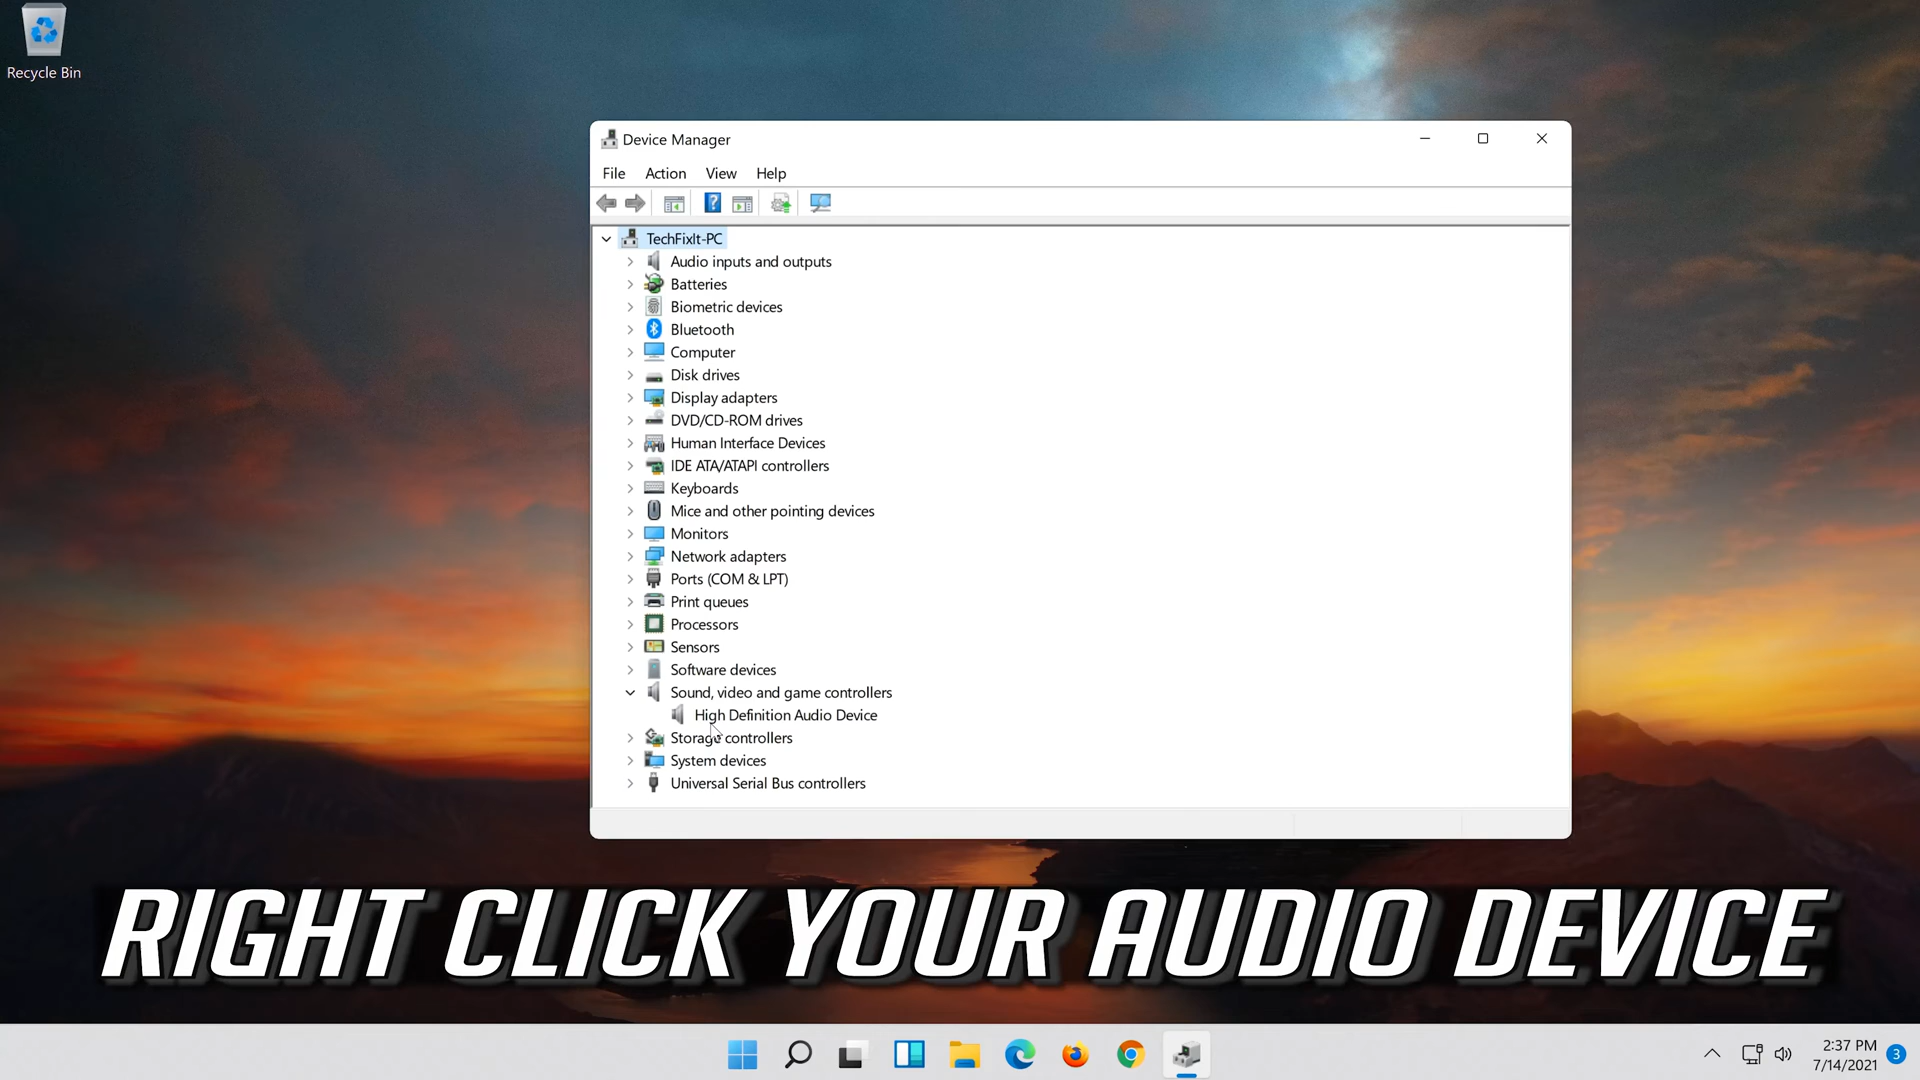 Recycle Bin
Device Manager
File Action View Help
TechFixIt-PC
Audio inputs and outputs
Batteries
Biometric devices
Bluetooth
Computer
Disk drives
Display adapters
DVD/CD-ROM drives
Human Interface Devices
IDE ATA/ATAPI controllers
Keyboards
Mice and other pointing devices
Monitors
Network adapters
Ports (COM & LPT)
Print queues
Processors
Sensors
Software devices
Sound, video and game controllers
High Definition Audio Device
Storage controllers
System devices
Universal Serial Bus controllers
RIGHT CLICK YOUR AUDIO DEVICE
2:37 PM
7/14/2021
3